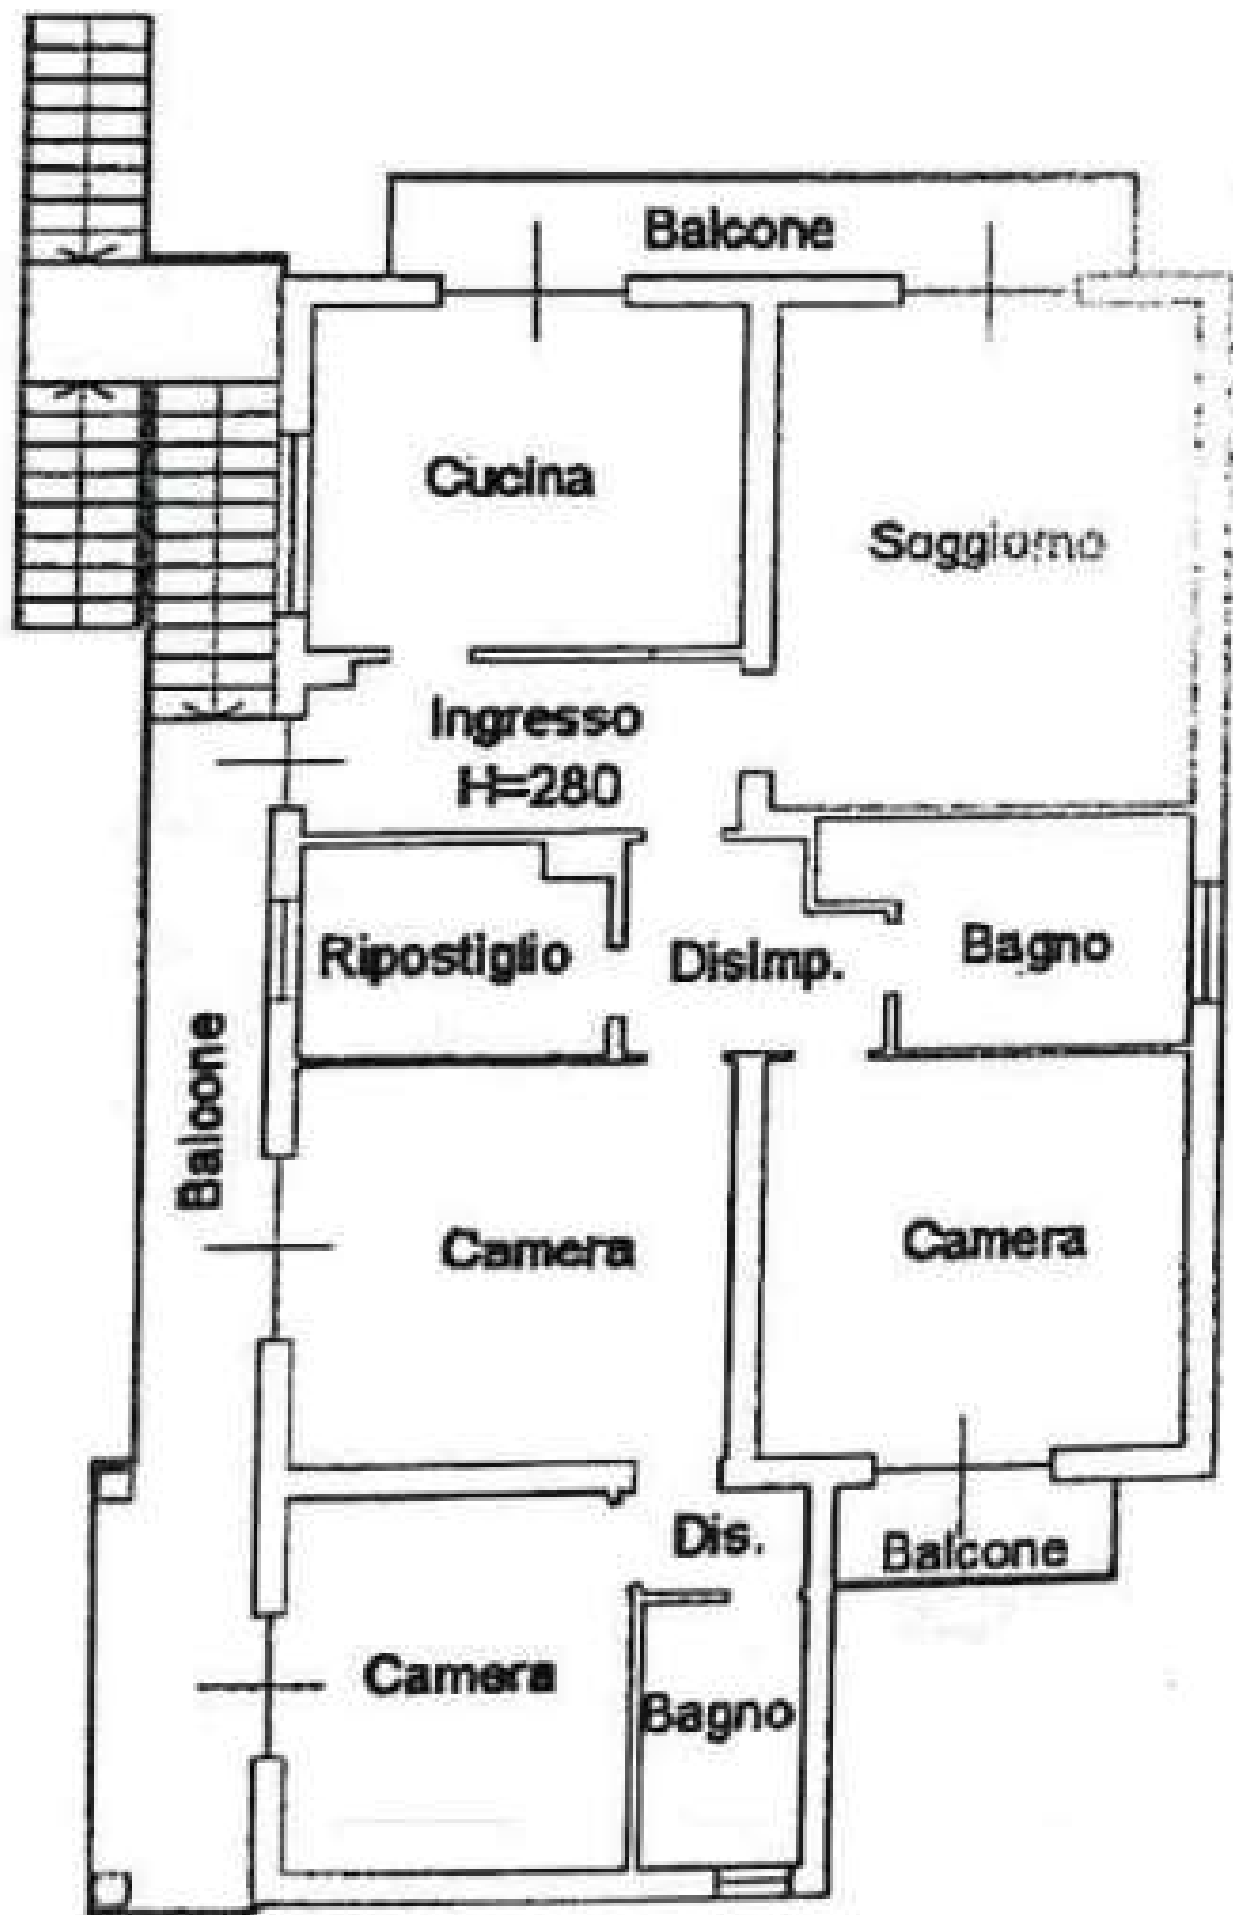 Balcone
Cucina
Soggiorno
Ingresso
H=280
Ripostiglio
Disimp.
Bagno
Balcone
Camera
Camera
Dis.
Balcone
Camera
Bagno